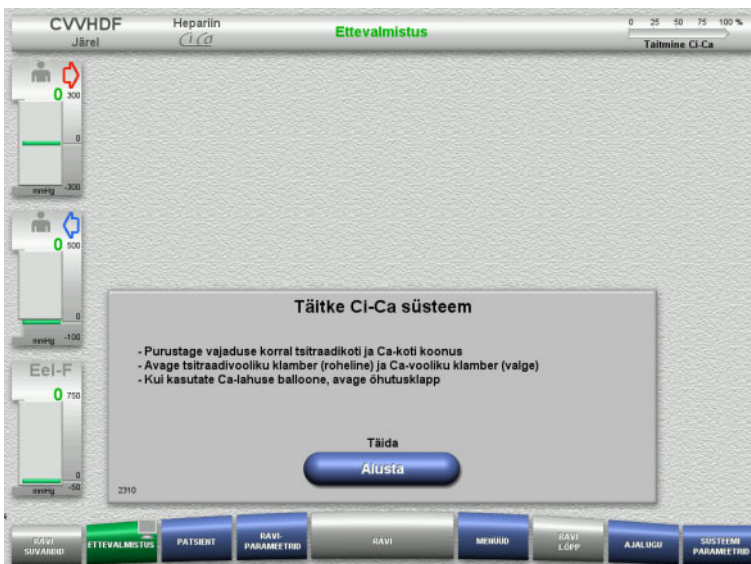 CVVHDF
Järel
Hepariin
Ci Ca
Ettevalmistus
0 25 50 75 100 %
Taitmine Ci-Ca
0 300
0
mmHg -300
0 500
0
mmHg -100
Eel-F
0 750
0
mmHg -50
Täitke Ci-Ca süsteem
- Purustage vajaduse korral tsitraadikoti ja Ca-koti koonus
- Avage tsitraadivooliku klamber (roheline) ja Ca-vooliku klamber (valge)
- Kui kasutate Ca-lahuse balloone, avage õhutusklapp
Täida
Alusta
2310
RAVI
SUVANDID
ETTEVALMISTUS
PATSIENT
RAVI-
PARAMEETRID
RAVI
MENÜÜD
RAVI
LÕPP
AJALUGU
SÜSTEEMI
PARAMEETRID